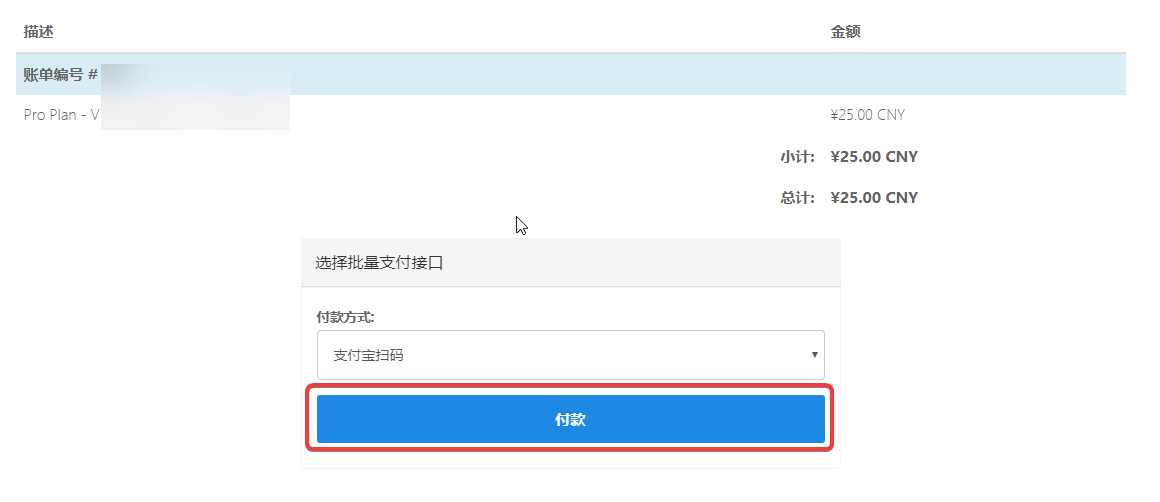 描述 金额
账单编号 #
Pro Plan - V ¥25.00 CNY
小计: ¥25.00 CNY
总计: ¥25.00 CNY
选择批量支付接口
付款方式:
支付宝扫码
付款